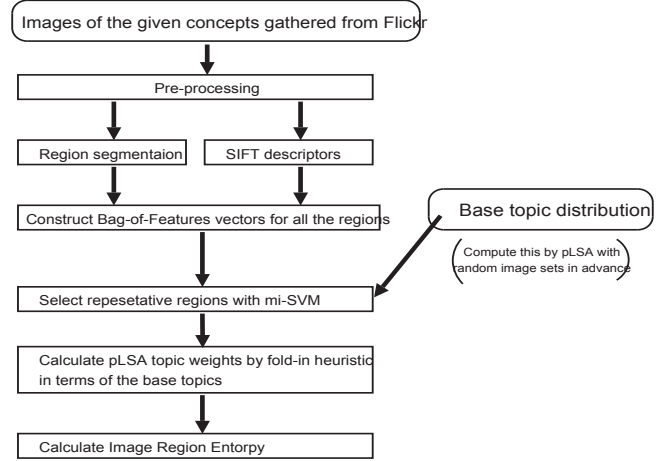 Images of the given concepts gathered from Flickr
Pre-processing
Region segmentaion
SIFT descriptors
Construct Bag-of-Features vectors for all the regions
Base topic distribution
Compute this by pLSA with
random image sets in advance
Select repesetative regions with mi-SVM
Calculate pLSA topic weights by fold-in heuristic
in terms of the base topics
Calculate Image Region Entorpy